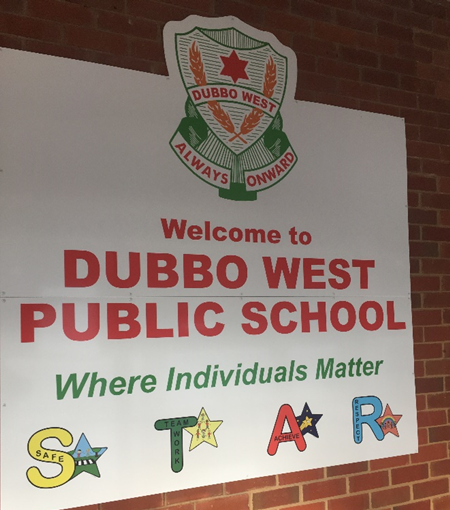 DUBBO WEST
ALWAYS ONWARD
Welcome to
DUBBO WEST
PUBLIC SCHOOL
Where Individuals Matter
S T A R
SAFE TEAM WORK ACHIEVE RESPECT